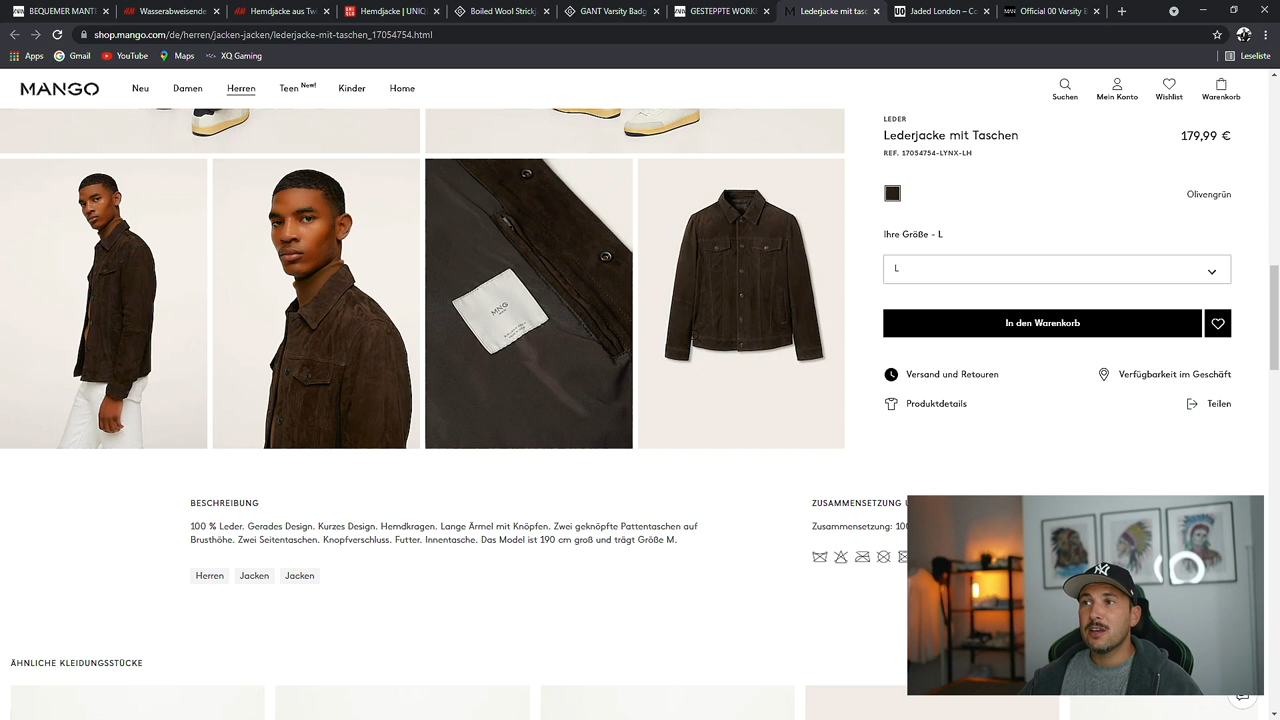 BEQUEMER MANT
Wasserabweisende
Hemdjacke aus Tw
Hemdjacke | UNIQ
Boiled Wool Strickj
GANT Varsity Badg
GESTEPPTE WORK
Lederjacke mit tasc
Jaded London – Co
Official 00 Varsity B
shop.mango.com/de/herren/jacken-jacken/lederjacke-mit-taschen_17054754.html
Apps
Gmail
YouTube
Maps
XQ Gaming
Leseliste
MANGO
Neu
Damen
Herren
Teen New!
Kinder
Home
Suchen
Mein Konto
Wishlist
Warenkorb
LEDER
Lederjacke mit Taschen
179,99 €
REF. 17054754-LYNX-LH
Olivengrün
Ihre Größe - L
L
In den Warenkorb
Versand und Retouren
Verfügbarkeit im Geschäft
Produktdetails
Teilen
MNG
BESCHREIBUNG
100 % Leder. Gerades Design. Kurzes Design. Hemdkragen. Lange Ärmel mit Knöpfen. Zwei geknöpfte Pattentaschen auf
Brusthöhe. Zwei Seitentaschen. Knopfverschluss. Futter. Innentasche. Das Model ist 190 cm groß und trägt Größe M.
Herren
Jacken
Jacken
ZUSAMMENSETZUNG
Zusammensetzung: 100
ÄHNLICHE KLEIDUNGSSTÜCKE